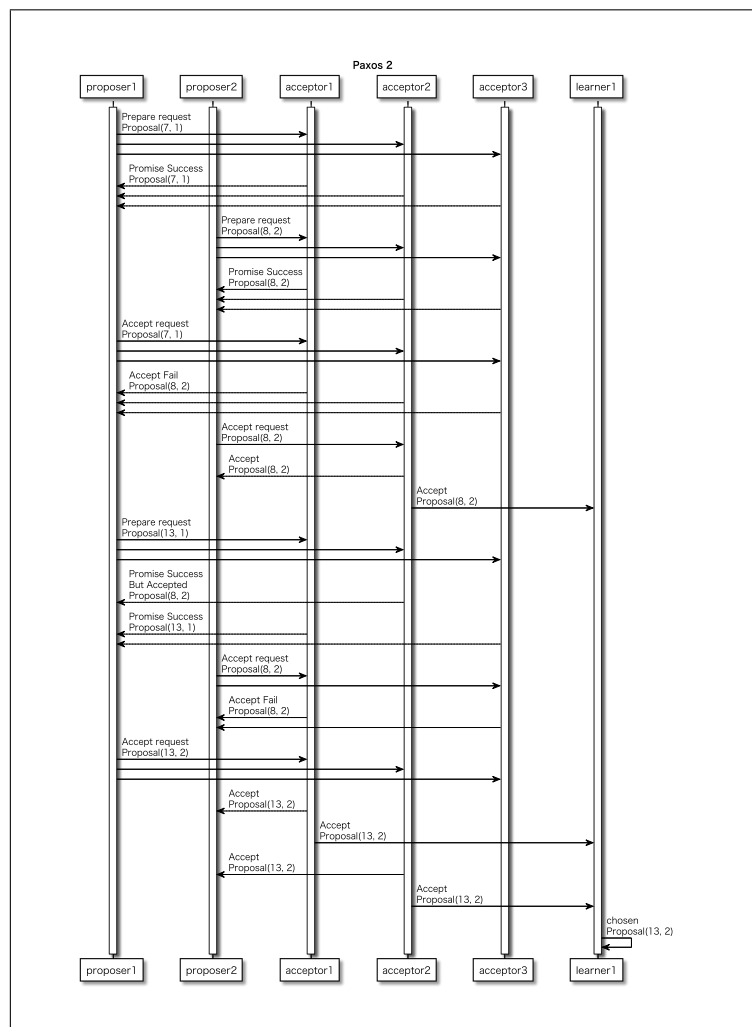 Paxos 2
proposer1
proposer2
acceptor1
acceptor2
acceptor3
learner1
Prepare request
Proposal(7, 1)
Promise Success
Proposal(7, 1)
Prepare request
Proposal(8, 2)
Promise Success
Proposal(8, 2)
Accept request
Proposal(7, 1)
Accept Fail
Proposal(8, 2)
Accept request
Proposal(8, 2)
Accept
Proposal(8, 2)
Accept
Proposal(8, 2)
Prepare request
Proposal(13, 1)
Promise Success
But Accepted
Proposal(8, 2)
Promise Success
Proposal(13, 1)
Accept request
Proposal(8, 2)
Accept Fail
Proposal(8, 2)
Accept request
Proposal(13, 2)
Accept
Proposal(13, 2)
Accept
Proposal(13, 2)
Accept
Proposal(13, 2)
Accept
Proposal(13, 2)
chosen
Proposal(13, 2)
proposer1
proposer2
acceptor1
acceptor2
acceptor3
learner1